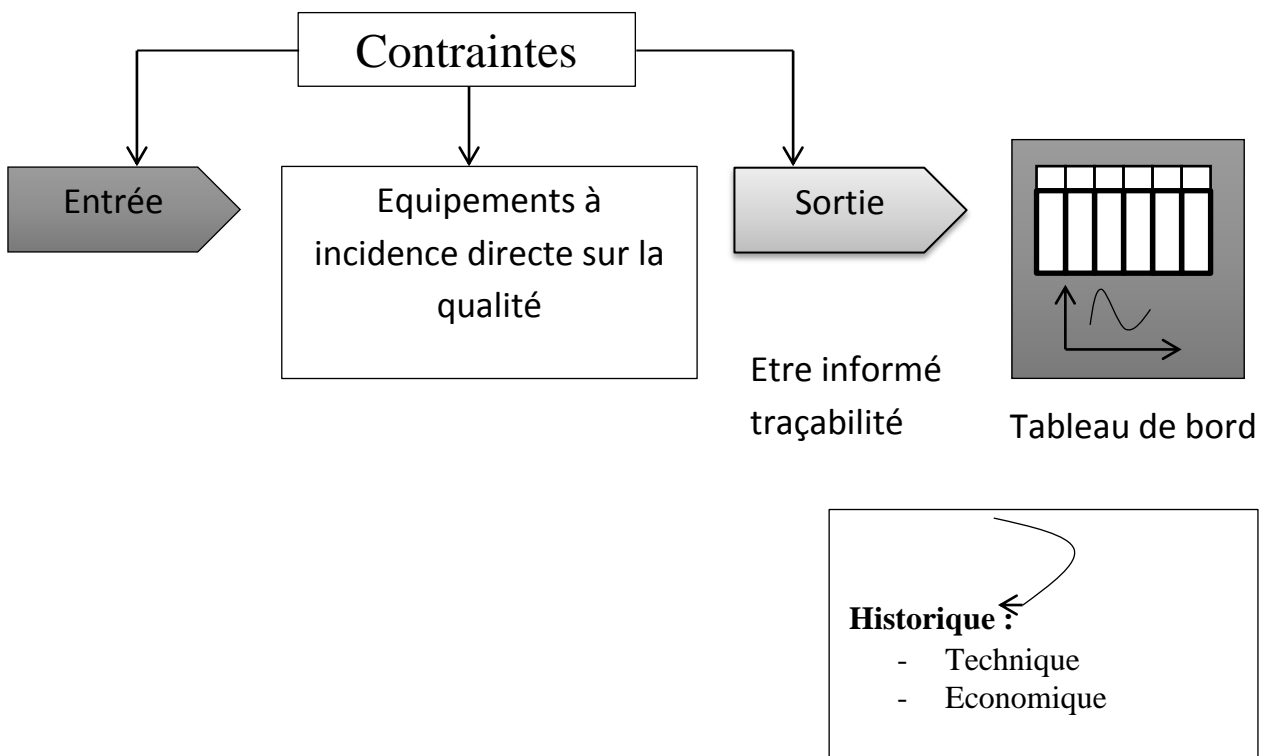 Contraintes
Entrée
Equipements à
incidence directe sur la
qualité
Sortie
Etre informé
traçabilité
Tableau de bord
Historique :
- Technique
- Economique